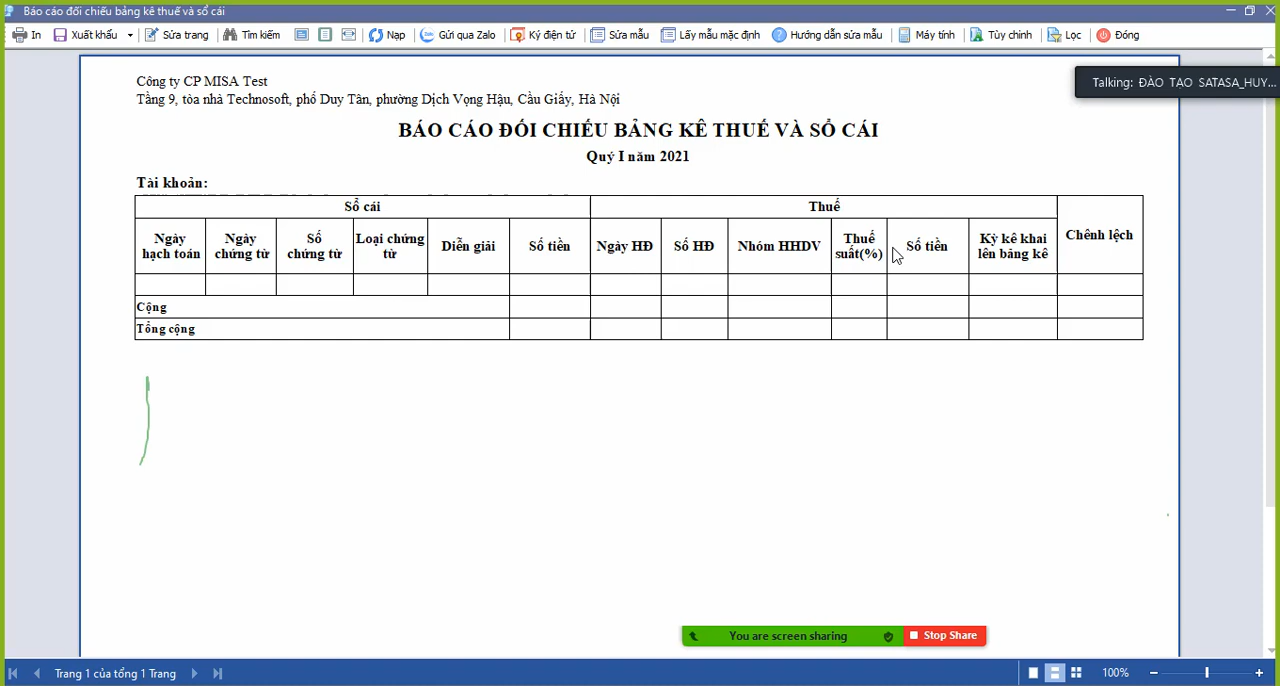 Báo cáo đối chiếu bảng kê thuế và sổ cái
In Xuất khẩu Sửa trang Tìm kiếm Nạp Gửi qua Zalo Ký điện tử Sửa mẫu Lấy mẫu mặc định Hướng dẫn sửa mẫu Máy tính Tùy chỉnh Lọc Đóng
Talking: ĐÀO TẠO SATASA_HUY...
Công ty CP MISA Test
Tầng 9, tòa nhà Technosoft, phố Duy Tân, phường Dịch Vọng Hậu, Cầu Giấy, Hà Nội
BÁO CÁO ĐỐI CHIẾU BẢNG KÊ THUẾ VÀ SỔ CÁI
Quý I năm 2021
Tài khoản:
Sổ cái Thuế Chênh lệch
Ngày hạch toán Ngày chứng từ Số chứng từ Loại chứng từ Diễn giải Số tiền Ngày HĐ Số HĐ Nhóm HHDV Thuế suất(%) Số tiền Kỳ kê khai lên bảng kê
Cộng
Tổng cộng
You are screen sharing Stop Share
Trang 1 của tổng 1 Trang 100%